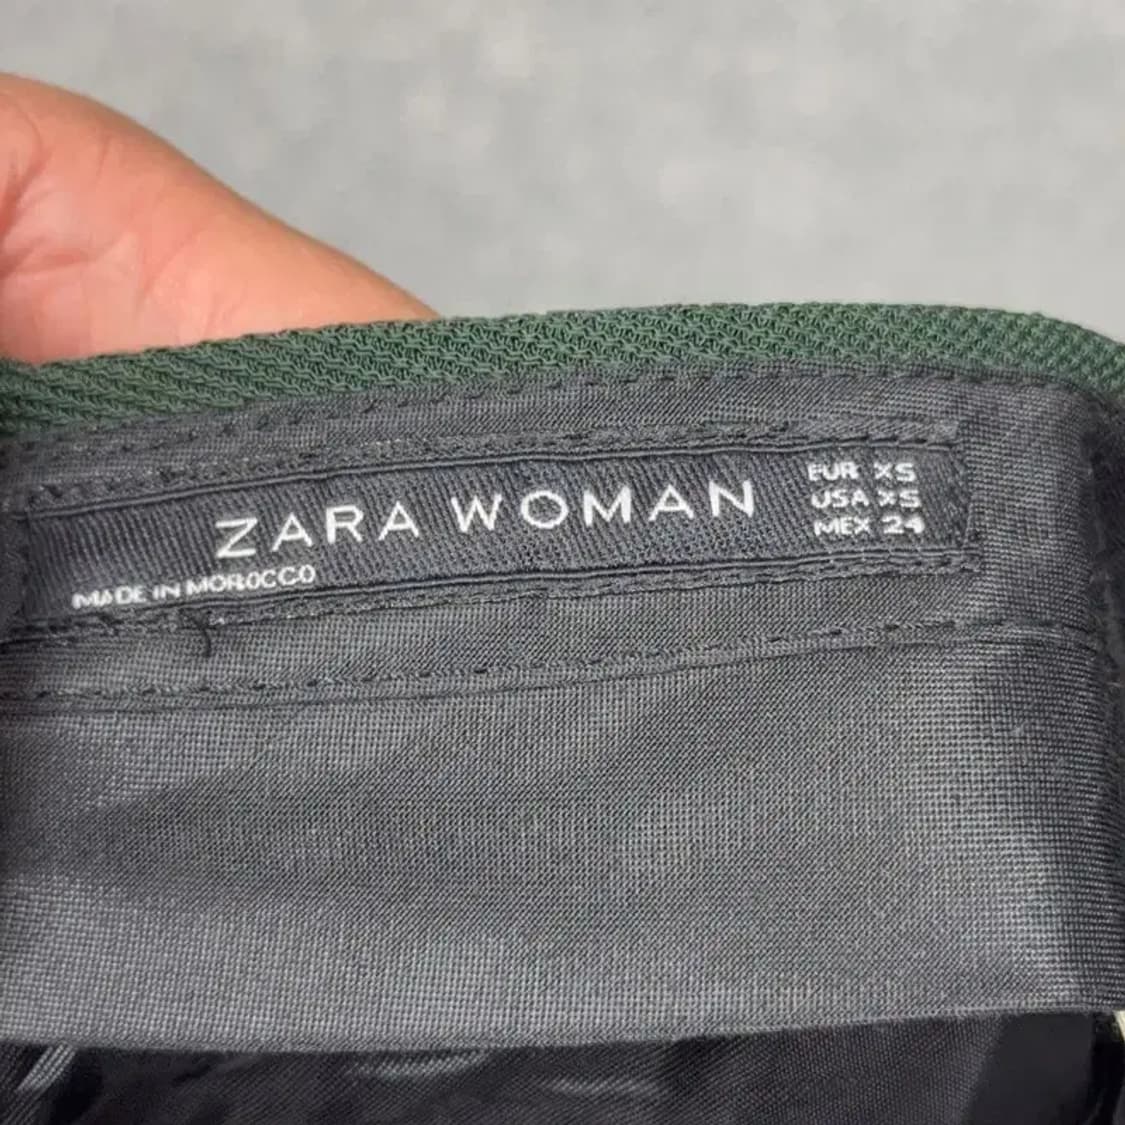 ZARA WOMAN
EUR XS
USA XS
MEX 24
MADE IN MOROCCO